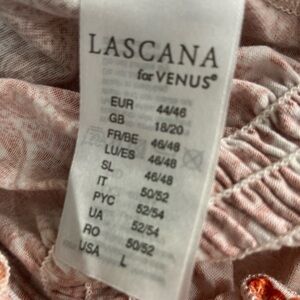 LASCANA
for VENUS®
EUR 44/46
GB 18/20
FR/BE 46/48
LU/ES 46/48
SL 46/48
IT 50/52
PYC 52/54
UA 52/54
RO 50/52
USA L